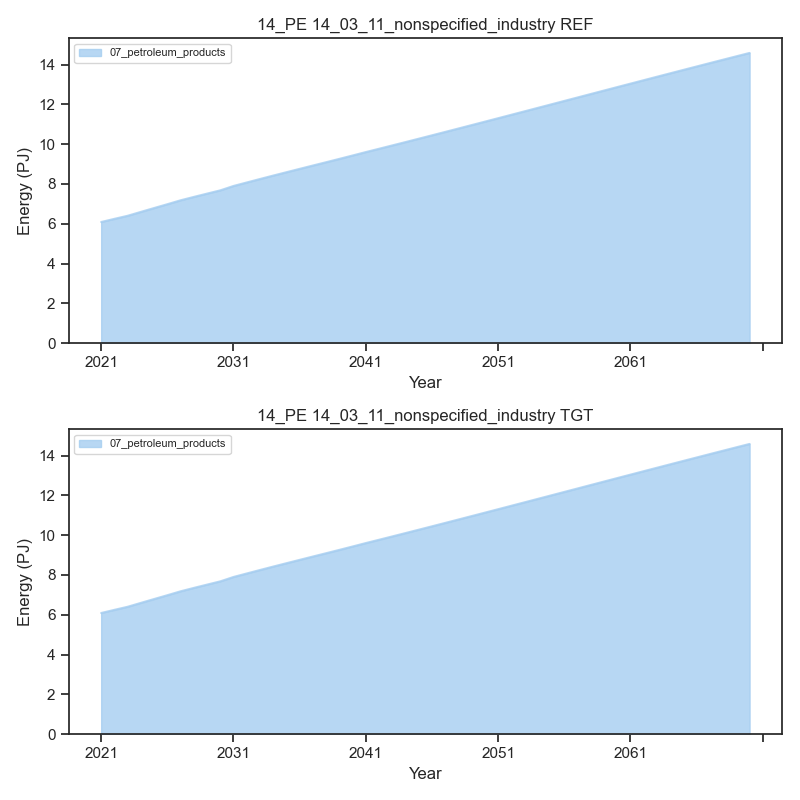 14_PE 14_03_11_nonspecified_industry REF
07_petroleum_products
14
12
10
8
6
4
2
0
Energy (PJ)
2021 2031 2041 2051 2061
Year
14_PE 14_03_11_nonspecified_industry TGT
07_petroleum_products
14
12
10
8
6
4
2
0
Energy (PJ)
2021 2031 2041 2051 2061
Year